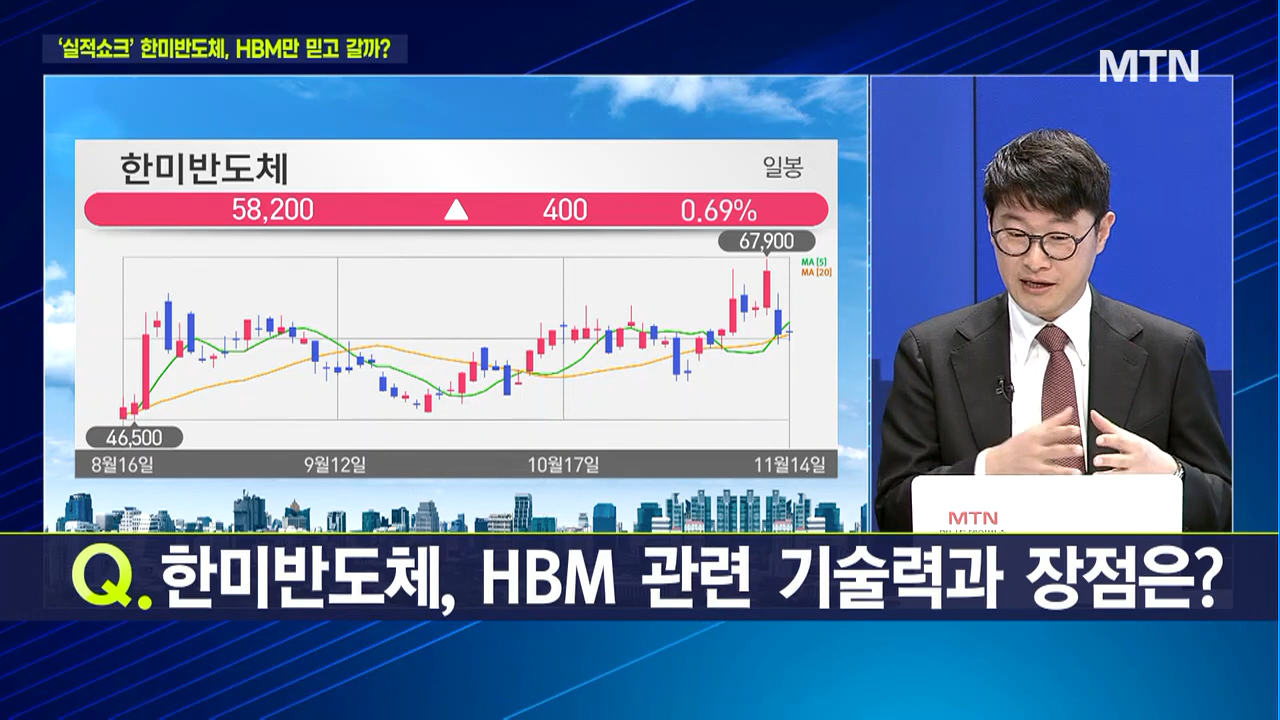 ‘실적쇼크’ 한미반도체, HBM만 믿고 갈까?
MTN
한미반도체
일봉
58,200 ▲ 400 0.69%
67,900
MA [5]
MA [20]
46,500
8월16일 9월12일 10월17일 11월14일
MTN
Q. 한미반도체, HBM 관련 기술력과 장점은?